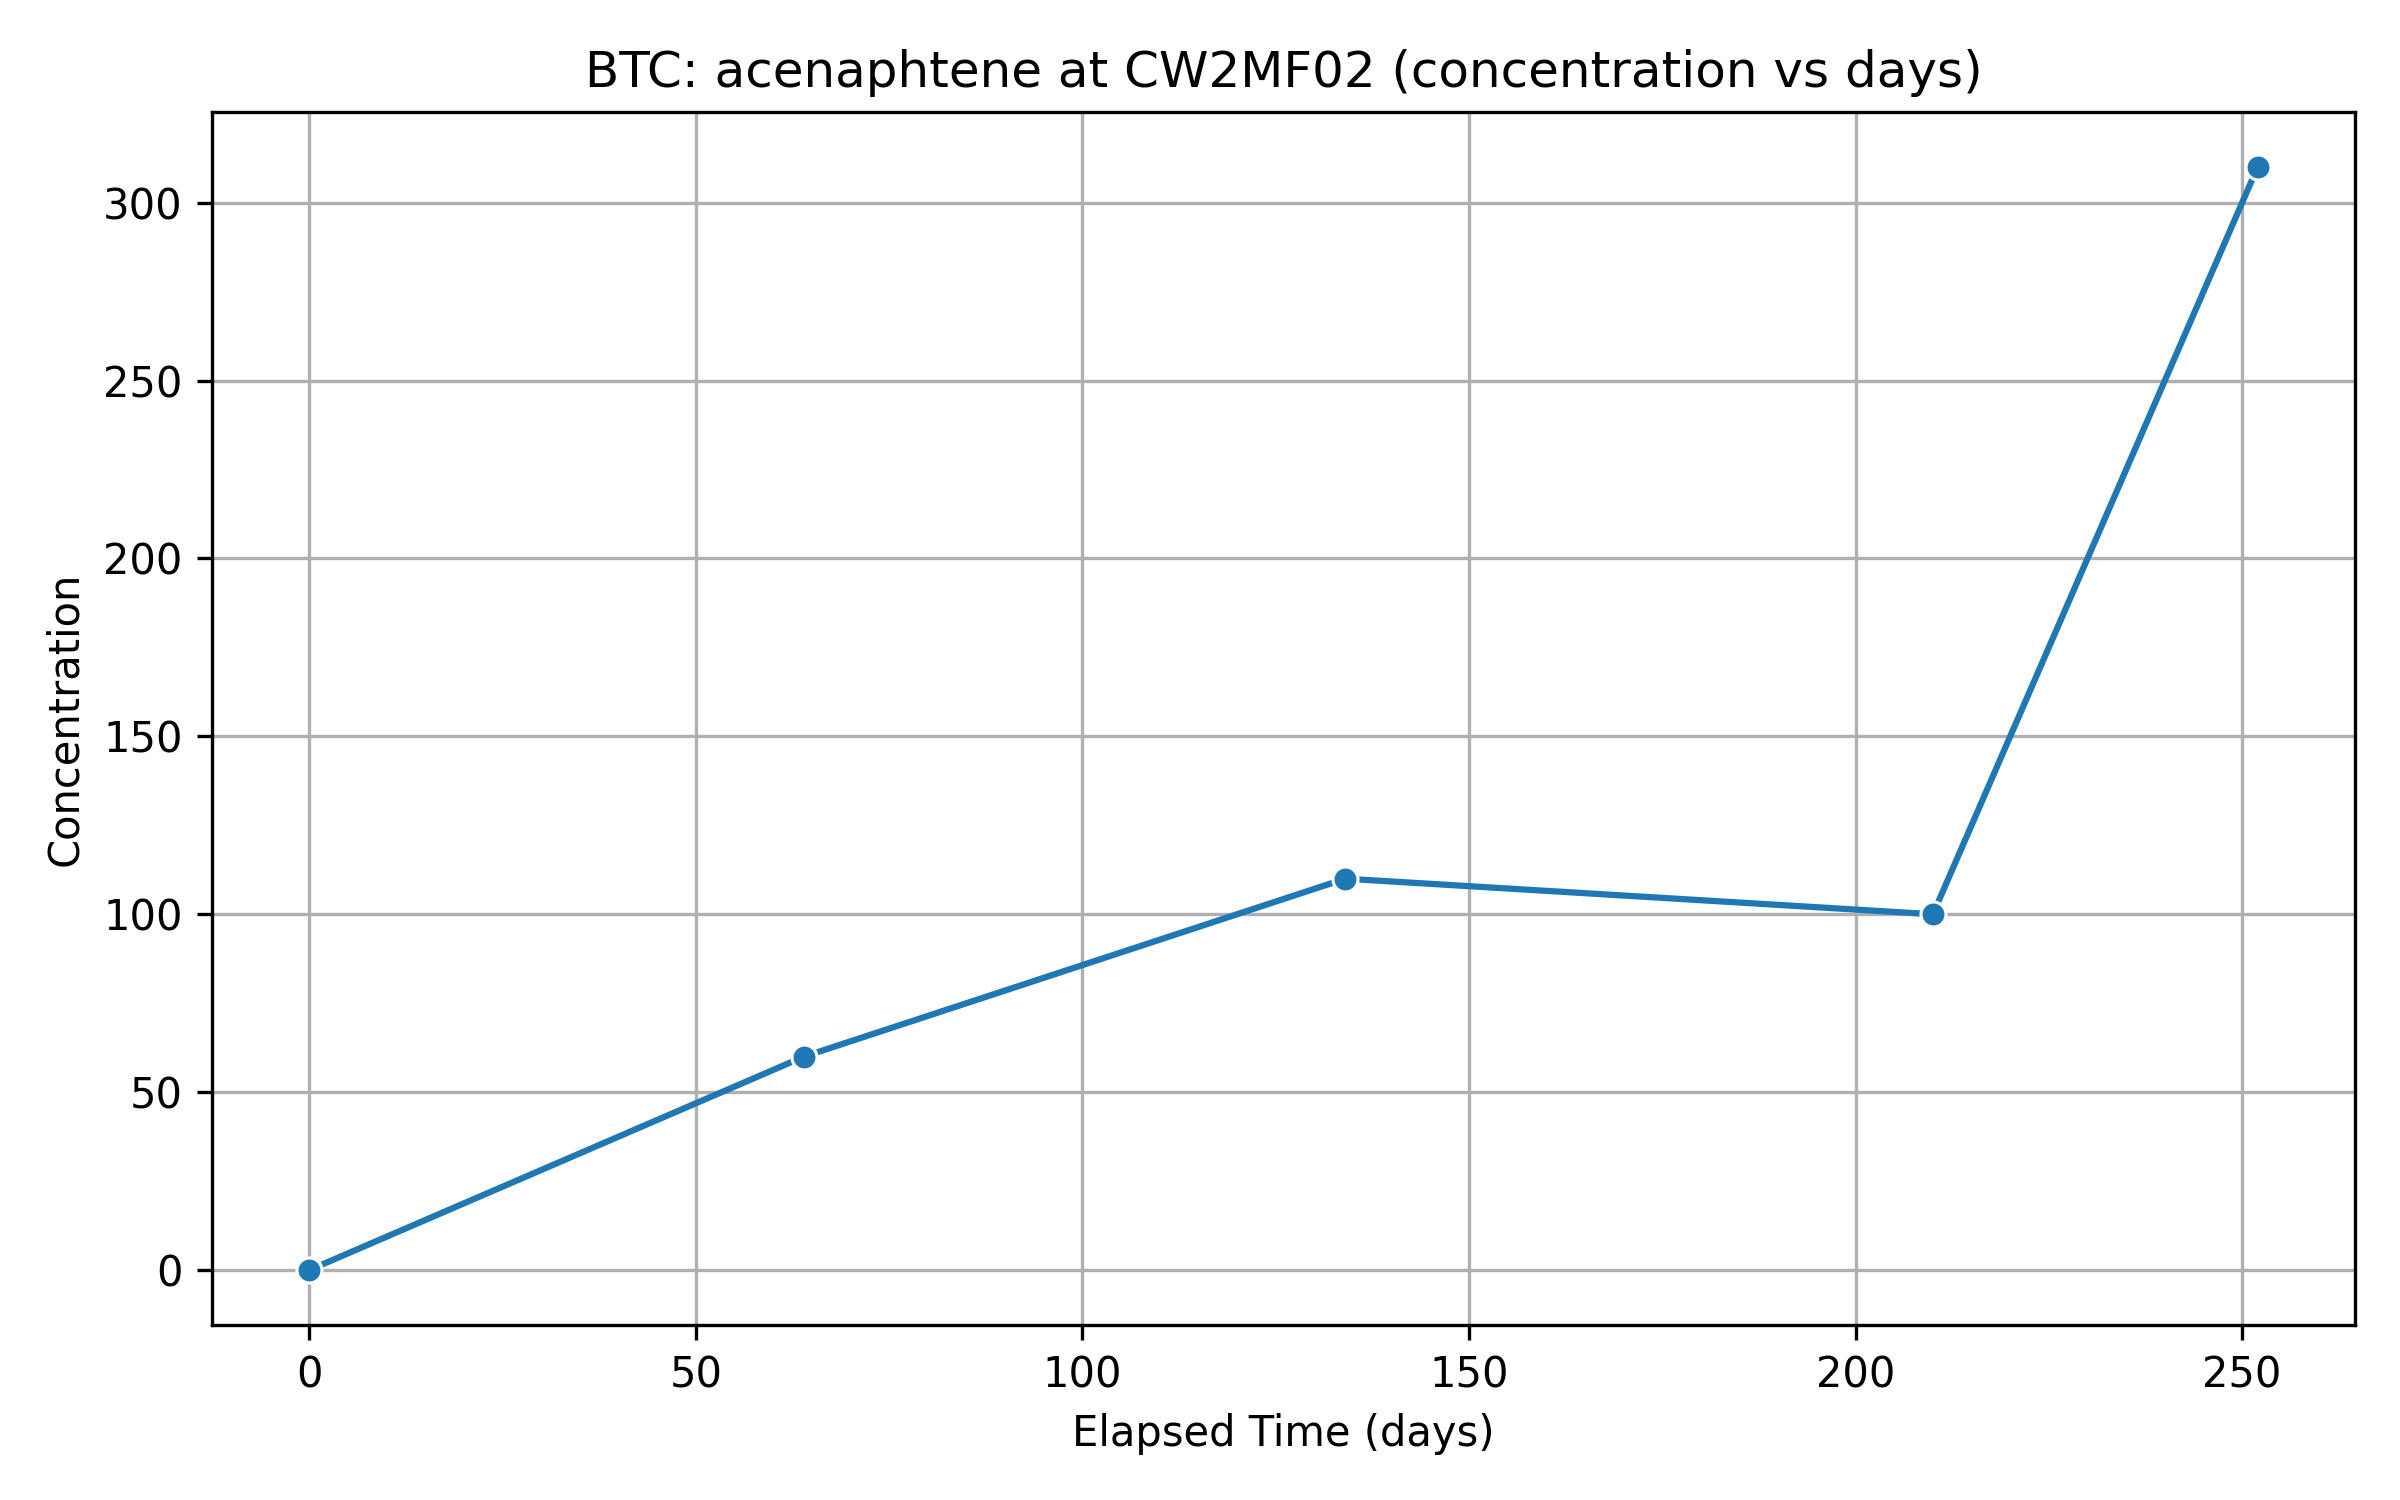 BTC: acenaphtene at CW2MF02 (concentration vs days)
300
250
200
150
100
50
0
Concentration
0 50 100 150 200 250
Elapsed Time (days)